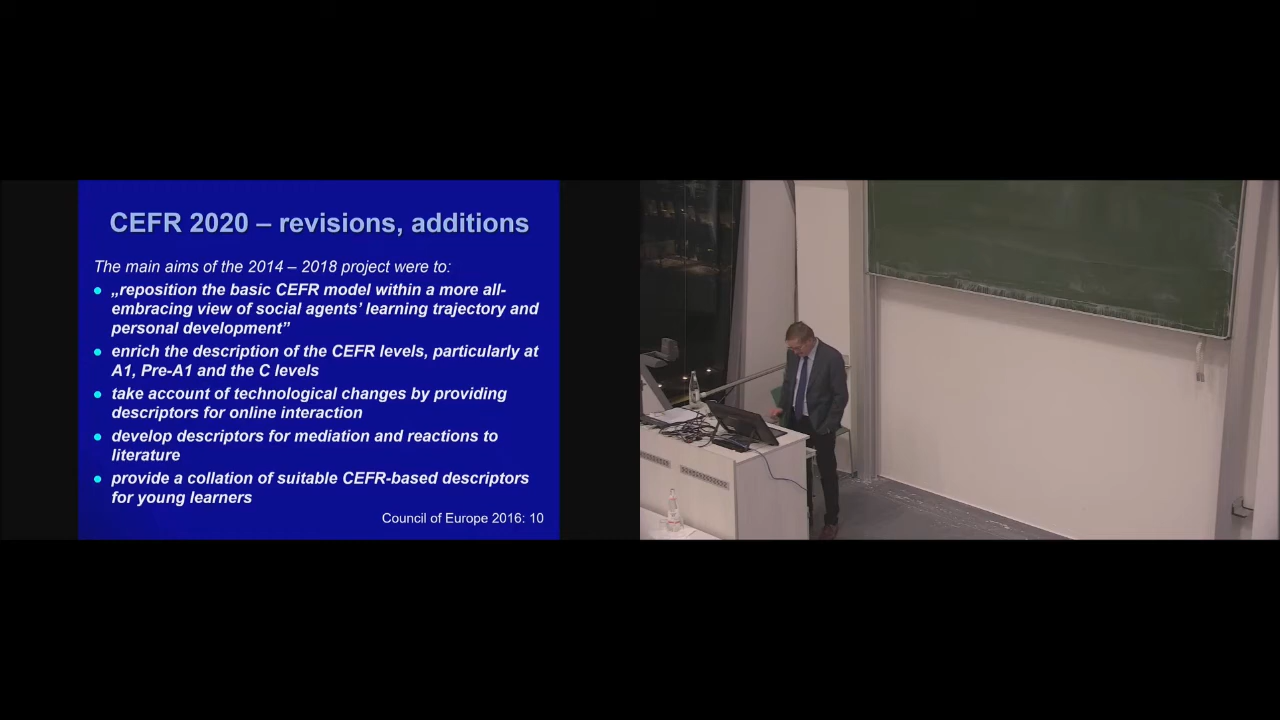 CEFR 2020 – revisions, additions
The main aims of the 2014 – 2018 project were to:
„reposition the basic CEFR model within a more all-
embracing view of social agents’ learning trajectory and
personal development”
enrich the description of the CEFR levels, particularly at
A1, Pre-A1 and the C levels
take account of technological changes by providing
descriptors for online interaction
develop descriptors for mediation and reactions to
literature
provide a collation of suitable CEFR-based descriptors
for young learners
Council of Europe 2016: 10